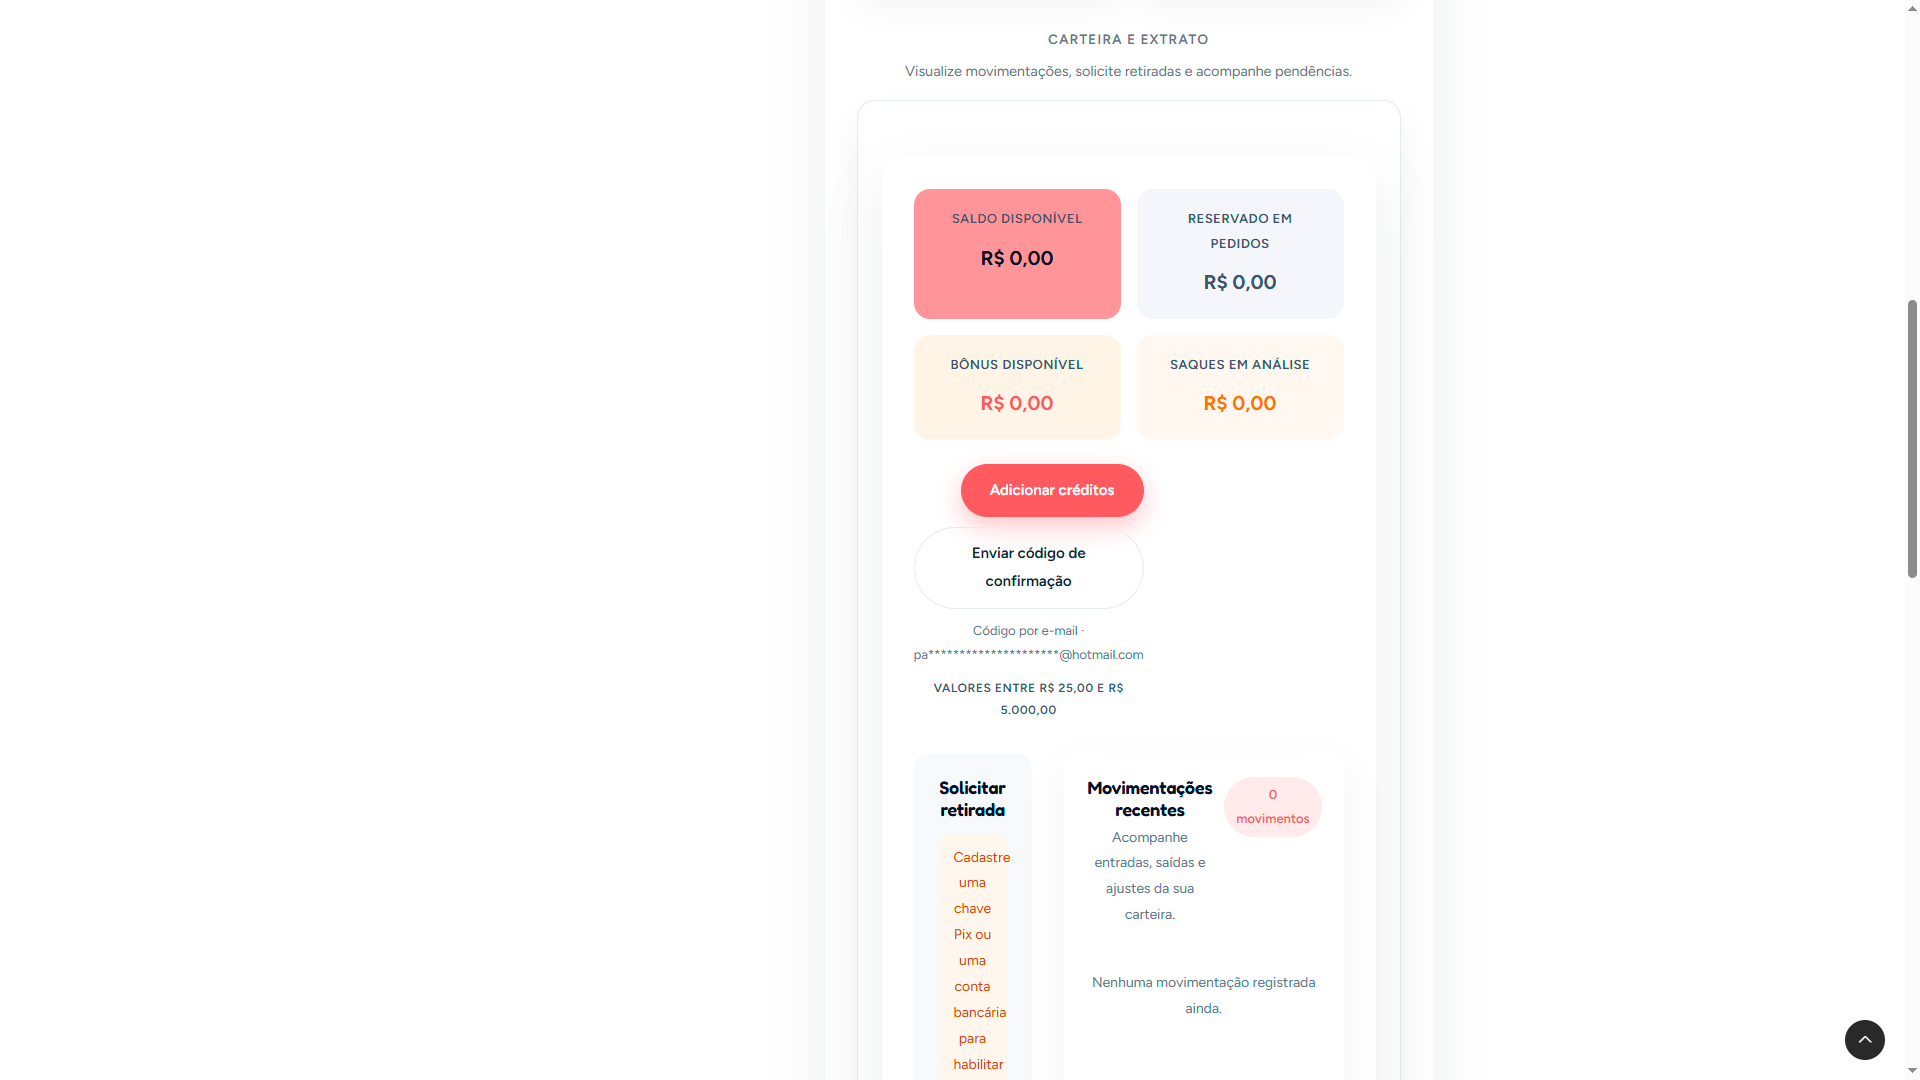 CARTEIRA E EXTRATO
Visualize movimentações, solicite retiradas e acompanhe pendências.
SALDO DISPONÍVEL
R$ 0,00
RESERVADO EM
PEDIDOS
R$ 0,00
BÔNUS DISPONÍVEL
R$ 0,00
SAQUES EM ANÁLISE
R$ 0,00
Adicionar créditos
Enviar código de
confirmação
Código por e-mail ·
pa*********************@hotmail.com
VALORES ENTRE R$ 25,00 E R$
5.000,00
Solicitar
retirada
Cadastre
uma
chave
Pix ou
uma
conta
bancária
para
habilitar
Movimentações
recentes
0
movimentos
Acompanhe
entradas, saídas e
ajustes da sua
carteira.
Nenhuma movimentação registrada
ainda.